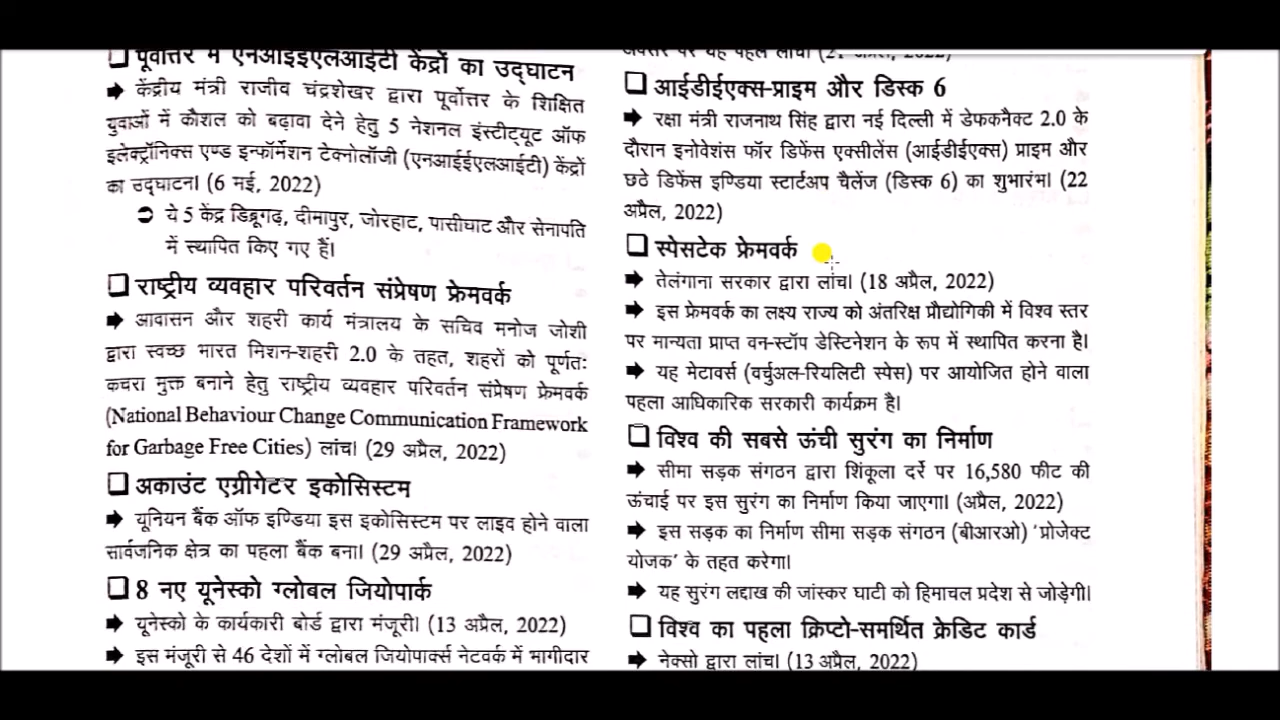 ❑ पूर्वोत्तर में एनआईईएलआईटी केंद्रों का उद्घाटन
➡ केंद्रीय मंत्री राजीव चंद्रशेखर द्वारा पूर्वोत्तर के शिक्षित
युवाओं में कौशल को बढ़ावा देने हेतु 5 नेशनल इंस्टीट्यूट ऑफ
इलेक्ट्रॉनिक्स एण्ड इन्फॉर्मेशन टेक्नोलॉजी (एनआईईएलआईटी) केंद्रों
का उद्घाटन। (6 मई, 2022)
➲ ये 5 केंद्र डिब्रूगढ़, दीमापुर, जोरहाट, पासीघाट और सेनापति
में स्थापित किए गए हैं।
❑ राष्ट्रीय व्यवहार परिवर्तन संप्रेषण फ्रेमवर्क
➡ आवासन और शहरी कार्य मंत्रालय के सचिव मनोज जोशी
द्वारा स्वच्छ भारत मिशन-शहरी 2.0 के तहत, शहरों को पूर्णतः
कचरा मुक्त बनाने हेतु राष्ट्रीय व्यवहार परिवर्तन संप्रेषण फ्रेमवर्क
(National Behaviour Change Communication Framework
for Garbage Free Cities) लांच। (29 अप्रैल, 2022)
❑ अकाउंट एग्रीगेटर इकोसिस्टम
➡ यूनियन बैंक ऑफ इण्डिया इस इकोसिस्टम पर लाइव होने वाला
सार्वजनिक क्षेत्र का पहला बैंक बना। (29 अप्रैल, 2022)
❑ 8 नए यूनेस्को ग्लोबल जियोपार्क
➡ यूनेस्को के कार्यकारी बोर्ड द्वारा मंजूरी। (13 अप्रैल, 2022)
➡ इस मंजूरी से 46 देशों में ग्लोबल जियोपार्क्स नेटवर्क में भागीदार
अवसर पर यह पहल लांच। (21 अप्रैल, 2022)
❑ आईडीईएक्स-प्राइम और डिस्क 6
➡ रक्षा मंत्री राजनाथ सिंह द्वारा नई दिल्ली में डेफकनैक्ट 2.0 के
दौरान इनोवेशंस फॉर डिफेंस एक्सीलेंस (आईडीईएक्स) प्राइम और
छठे डिफेंस इण्डिया स्टार्टअप चैलेंज (डिस्क 6) का शुभारंभ। (22
अप्रैल, 2022)
❑ स्पेसटेक फ्रेमवर्क
➡ तेलंगाना सरकार द्वारा लांच। (18 अप्रैल, 2022)
➡ इस फ्रेमवर्क का लक्ष्य राज्य को अंतरिक्ष प्रौद्योगिकी में विश्व स्तर
पर मान्यता प्राप्त वन-स्टॉप डेस्टिनेशन के रूप में स्थापित करना है।
➡ यह मेटावर्स (वर्चुअल-रियलिटी स्पेस) पर आयोजित होने वाला
पहला आधिकारिक सरकारी कार्यक्रम है।
❑ विश्व की सबसे ऊंची सुरंग का निर्माण
➡ सीमा सड़क संगठन द्वारा शिंकूला दर्रे पर 16,580 फीट की
ऊंचाई पर इस सुरंग का निर्माण किया जाएगा। (अप्रैल, 2022)
➡ इस सड़क का निर्माण सीमा सड़क संगठन (बीआरओ) 'प्रोजेक्ट
योजक' के तहत करेगा।
➡ यह सुरंग लद्दाख की जांस्कर घाटी को हिमाचल प्रदेश से जोड़ेगी।
❑ विश्व का पहला क्रिप्टो-समर्थित क्रेडिट कार्ड
➡ नेक्सो द्वारा लांच। (13 अप्रैल, 2022)